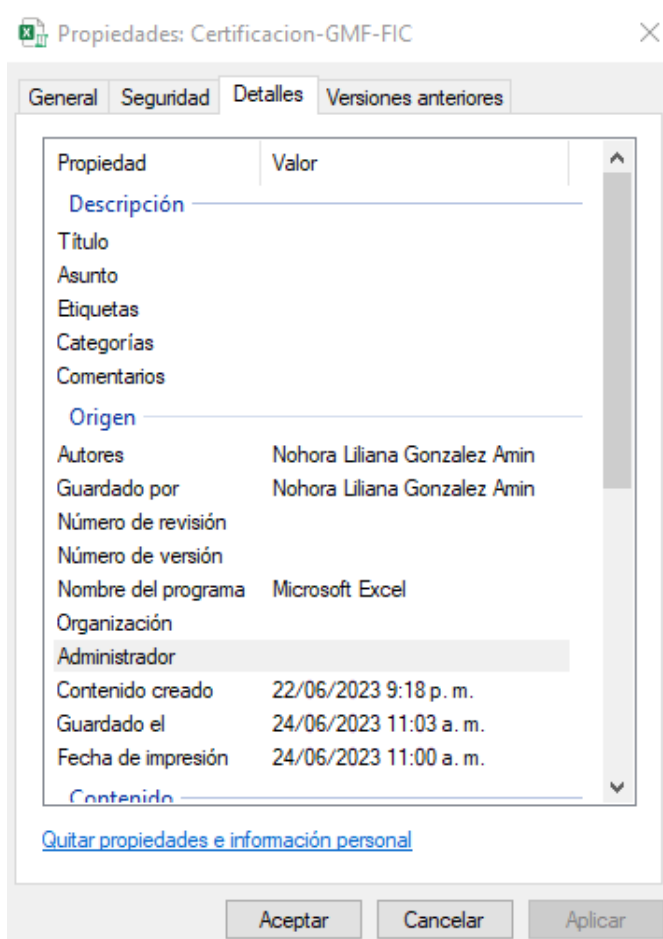 Propiedades: Certificacion-GMF-FIC
General Seguridad Detalles Versiones anteriores
Propiedad Valor
Descripción
Título
Asunto
Etiquetas
Categorías
Comentarios
Origen
Autores Nohora Liliana Gonzalez Amin
Guardado por Nohora Liliana Gonzalez Amin
Número de revisión
Número de versión
Nombre del programa Microsoft Excel
Organización
Administrador
Contenido creado 22/06/2023 9:18 p. m.
Guardado el 24/06/2023 11:03 a. m.
Fecha de impresión 24/06/2023 11:00 a. m.
Contenido
Quitar propiedades e información personal
Aceptar Cancelar Aplicar